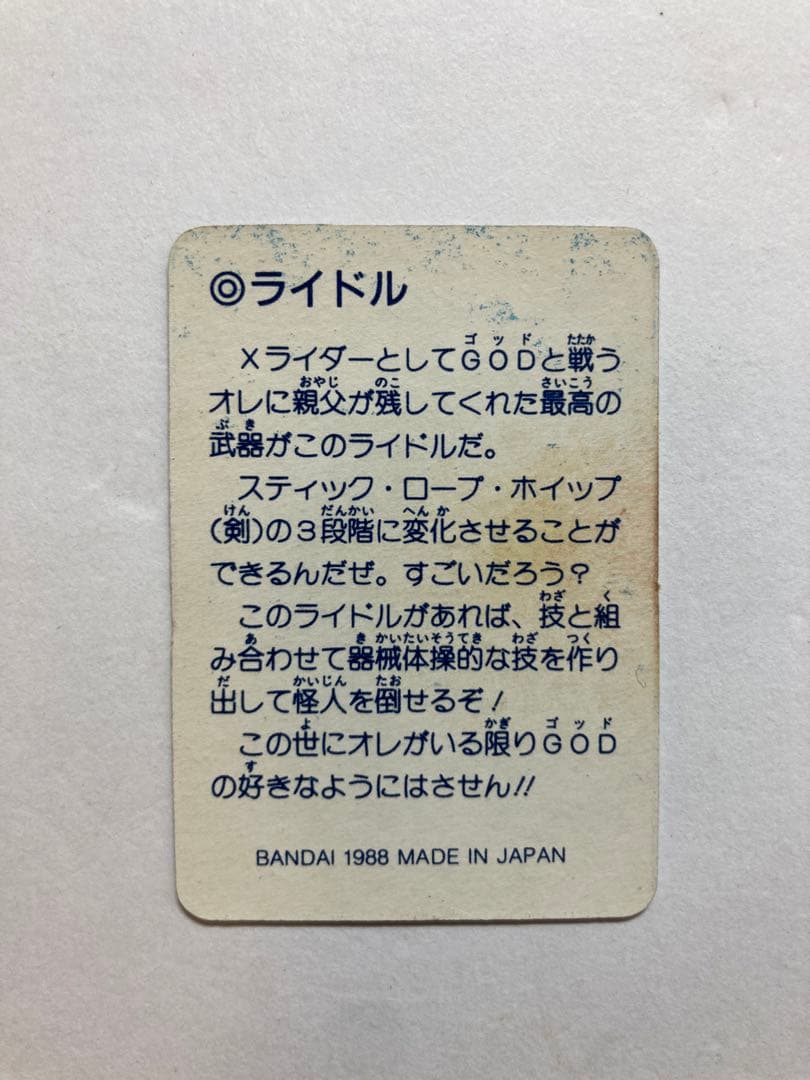 ◎ライドル
XライダーとしてGODと戦う
オレに親父が残してくれた最高の
武器がこのライドルだ。
スティック・ロープ・ホイップ
(剣)の3段階に変化させることが
できるんだぜ。すごいだろう?
このライドルがあれば、技と組
み合わせて器械体操的な技を作り
出して怪人を倒せるぞ!
この世にオレがいる限りGOD
の好きなようにはさせん!!
BANDAI 1988 MADE IN JAPAN